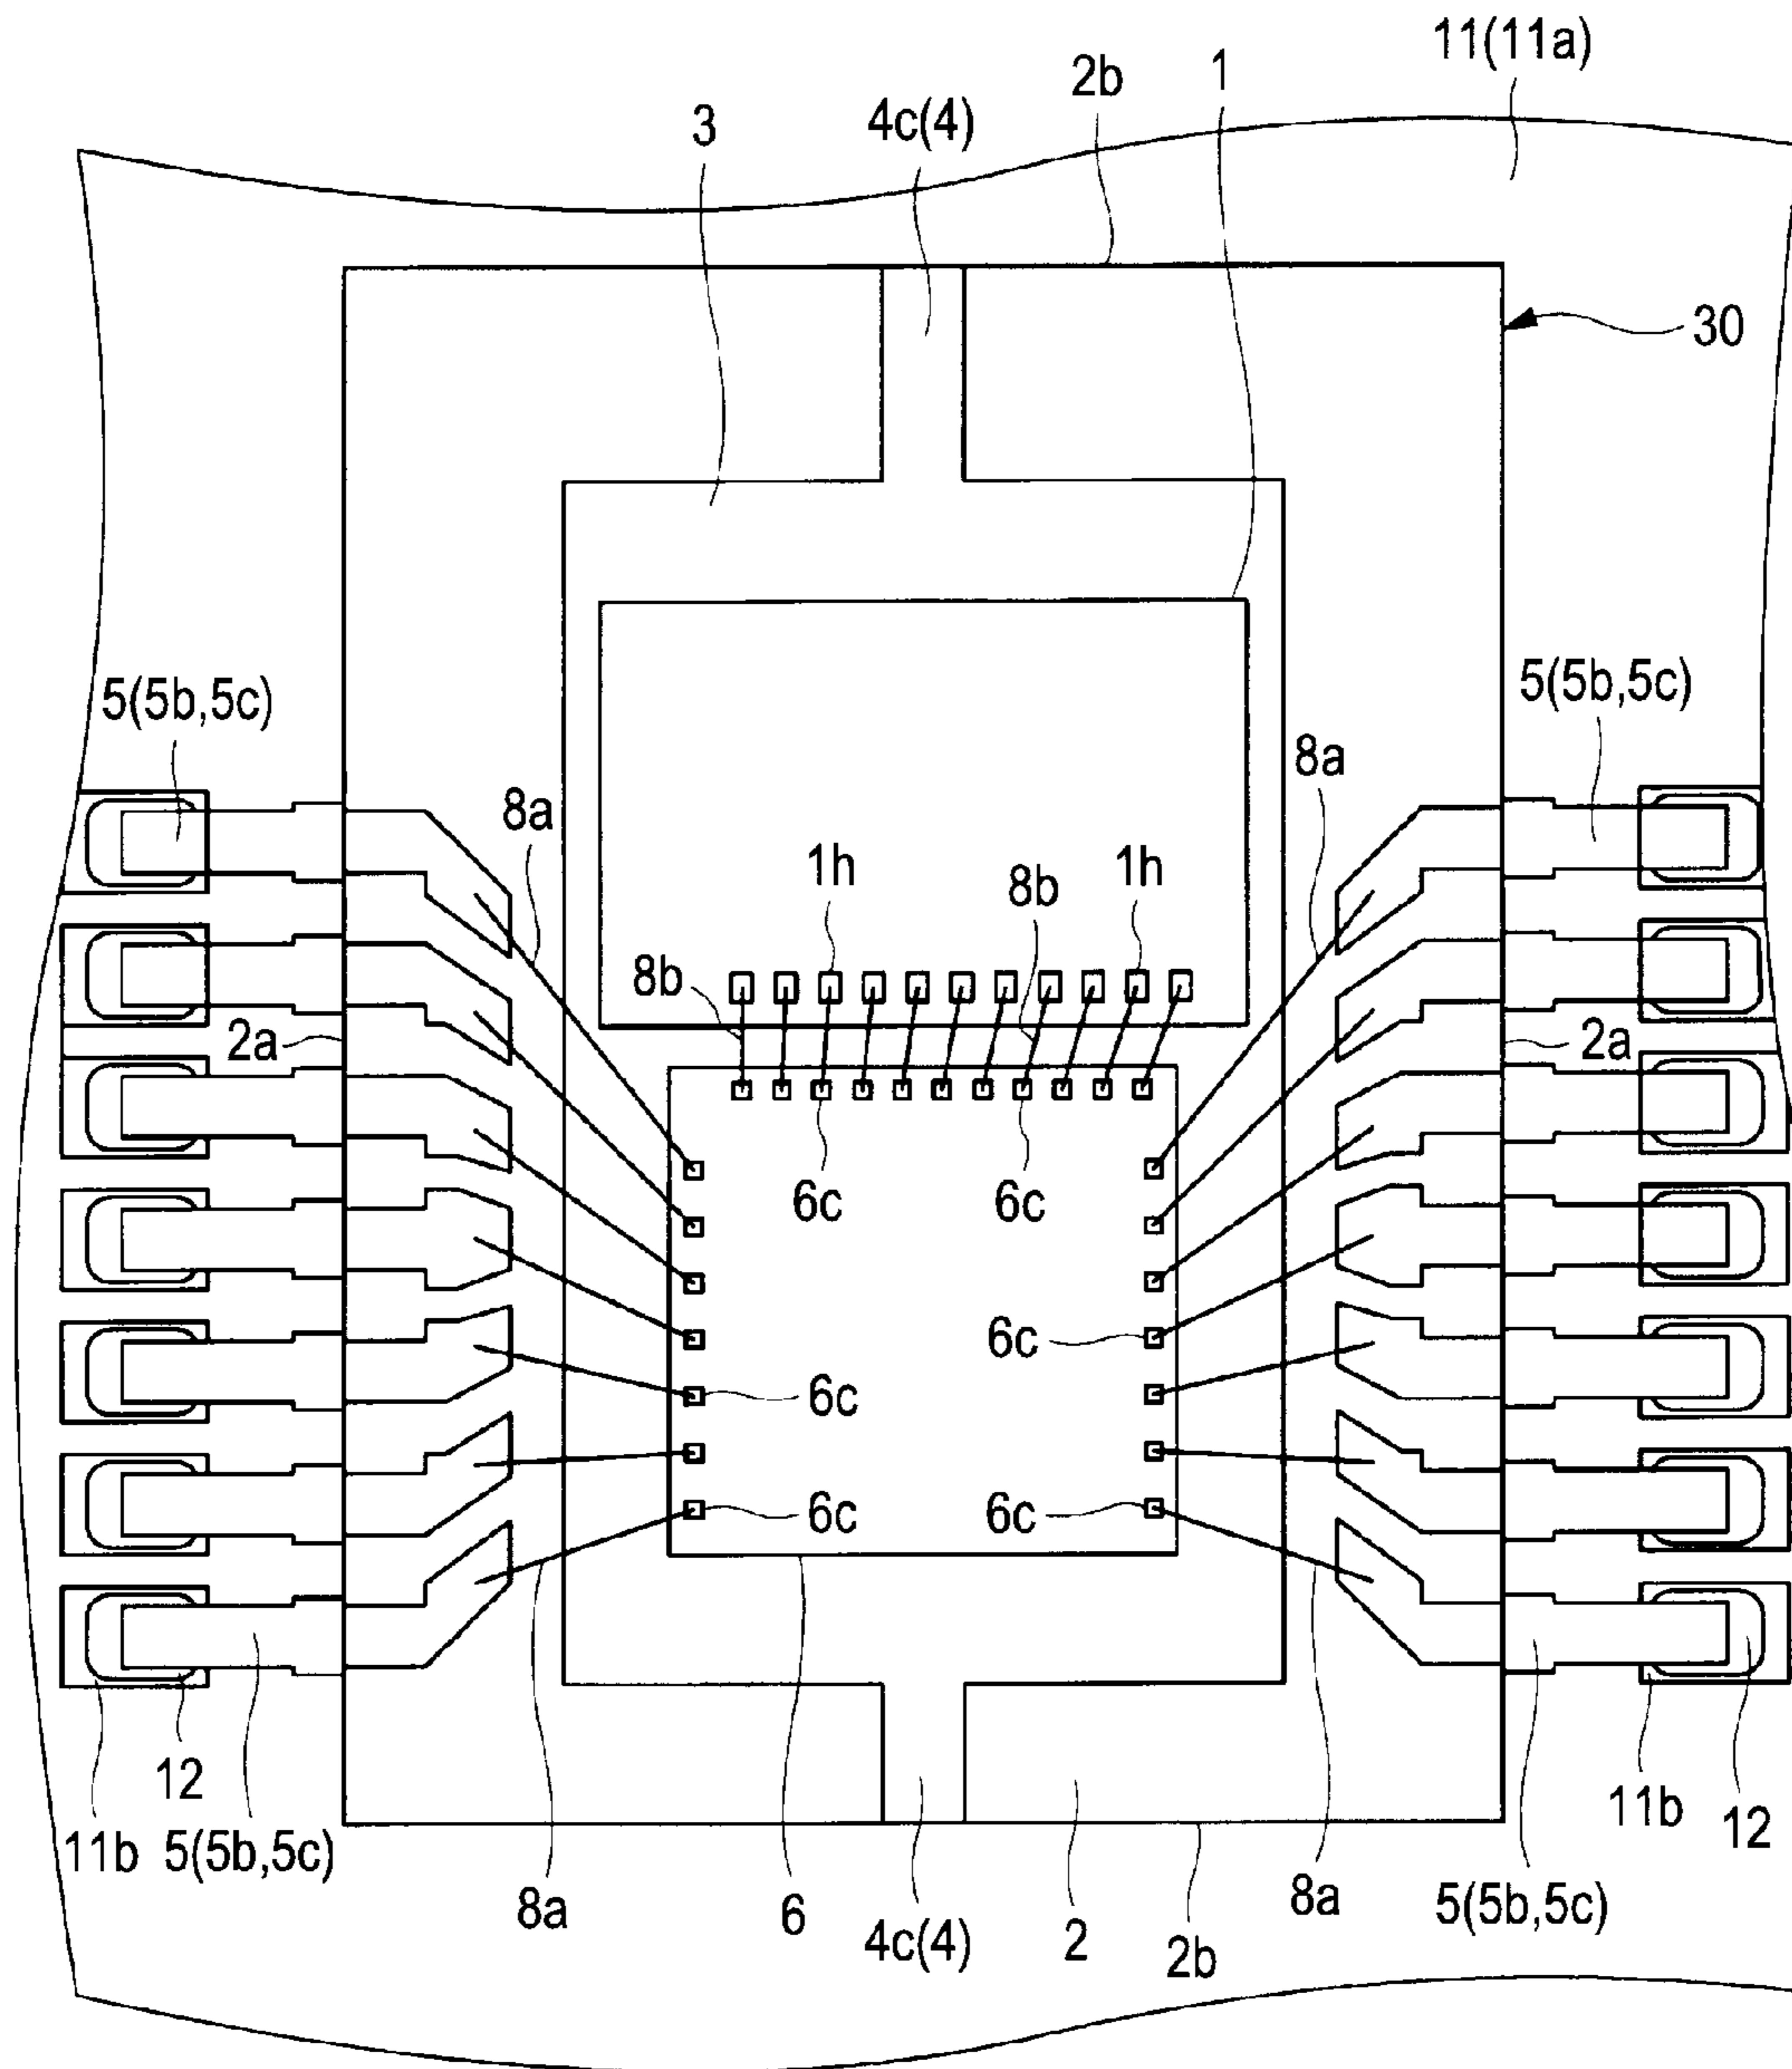 11(11a)
1
2b
4c(4)
3
30
5(5b,5c)
5(5b,5c)
8a
8a
1h
8b
1h
8b
2a
2a
6c
6c
6c
6c
6c
6c
12
11b
5(5b,5c)
8a
6
4c(4)
2
2b
8a
5(5b,5c)
11b
12